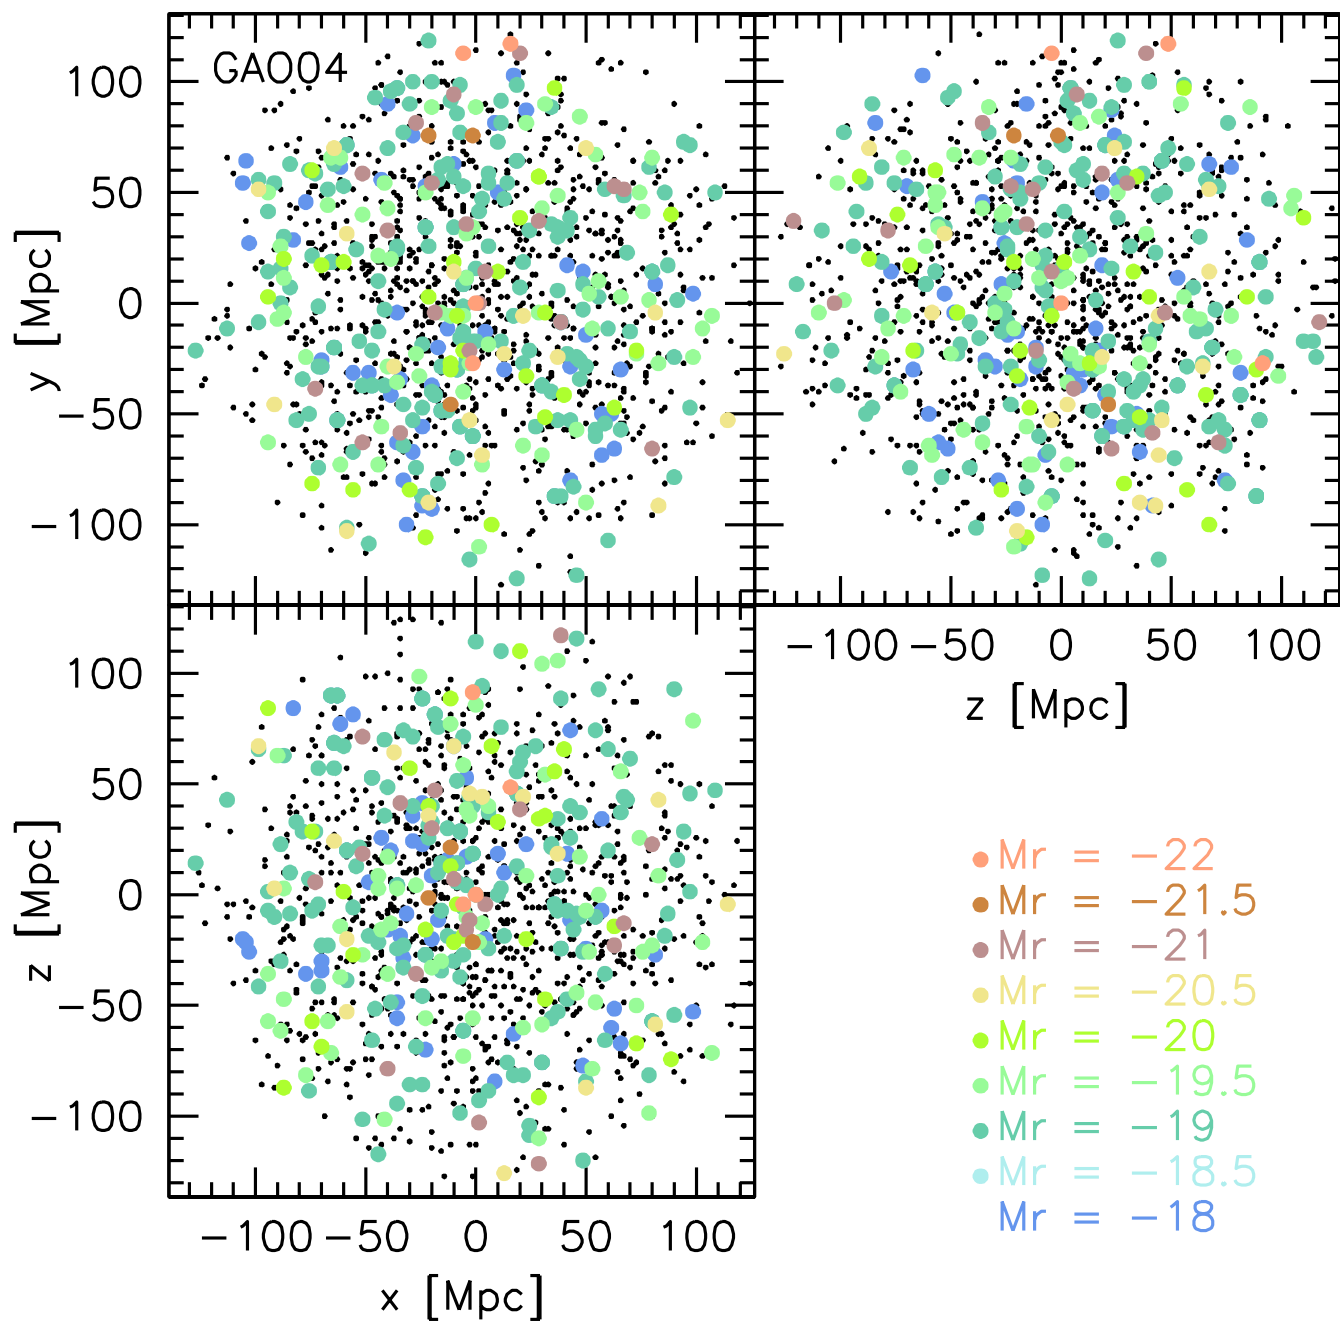 GAO04
100
50
0
−50
−100
y [Mpc]
−100 −50 0 50 100
z [Mpc]
100
50
0
−50
−100
z [Mpc]
−100 −50 0 50 100
x [Mpc]
Mr = −22
Mr = −21.5
Mr = −21
Mr = −20.5
Mr = −20
Mr = −19.5
Mr = −19
Mr = −18.5
Mr = −18